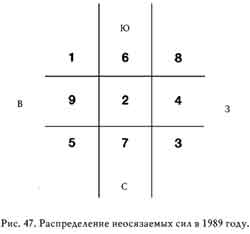 Ю
1 6 8
В 9 2 4 З
5 7 3
С
Рис. 47. Распределение неосязаемых сил в 1989 году.